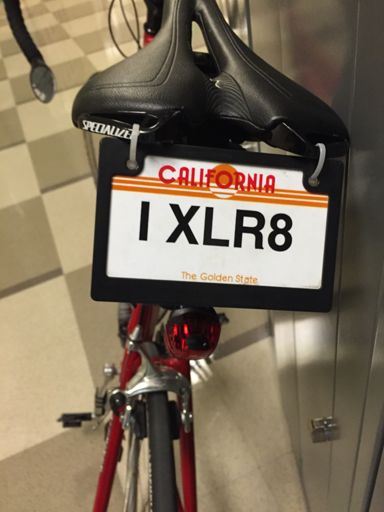 SPECIALIZED
CALIFORNIA
I XLR8
The Golden State